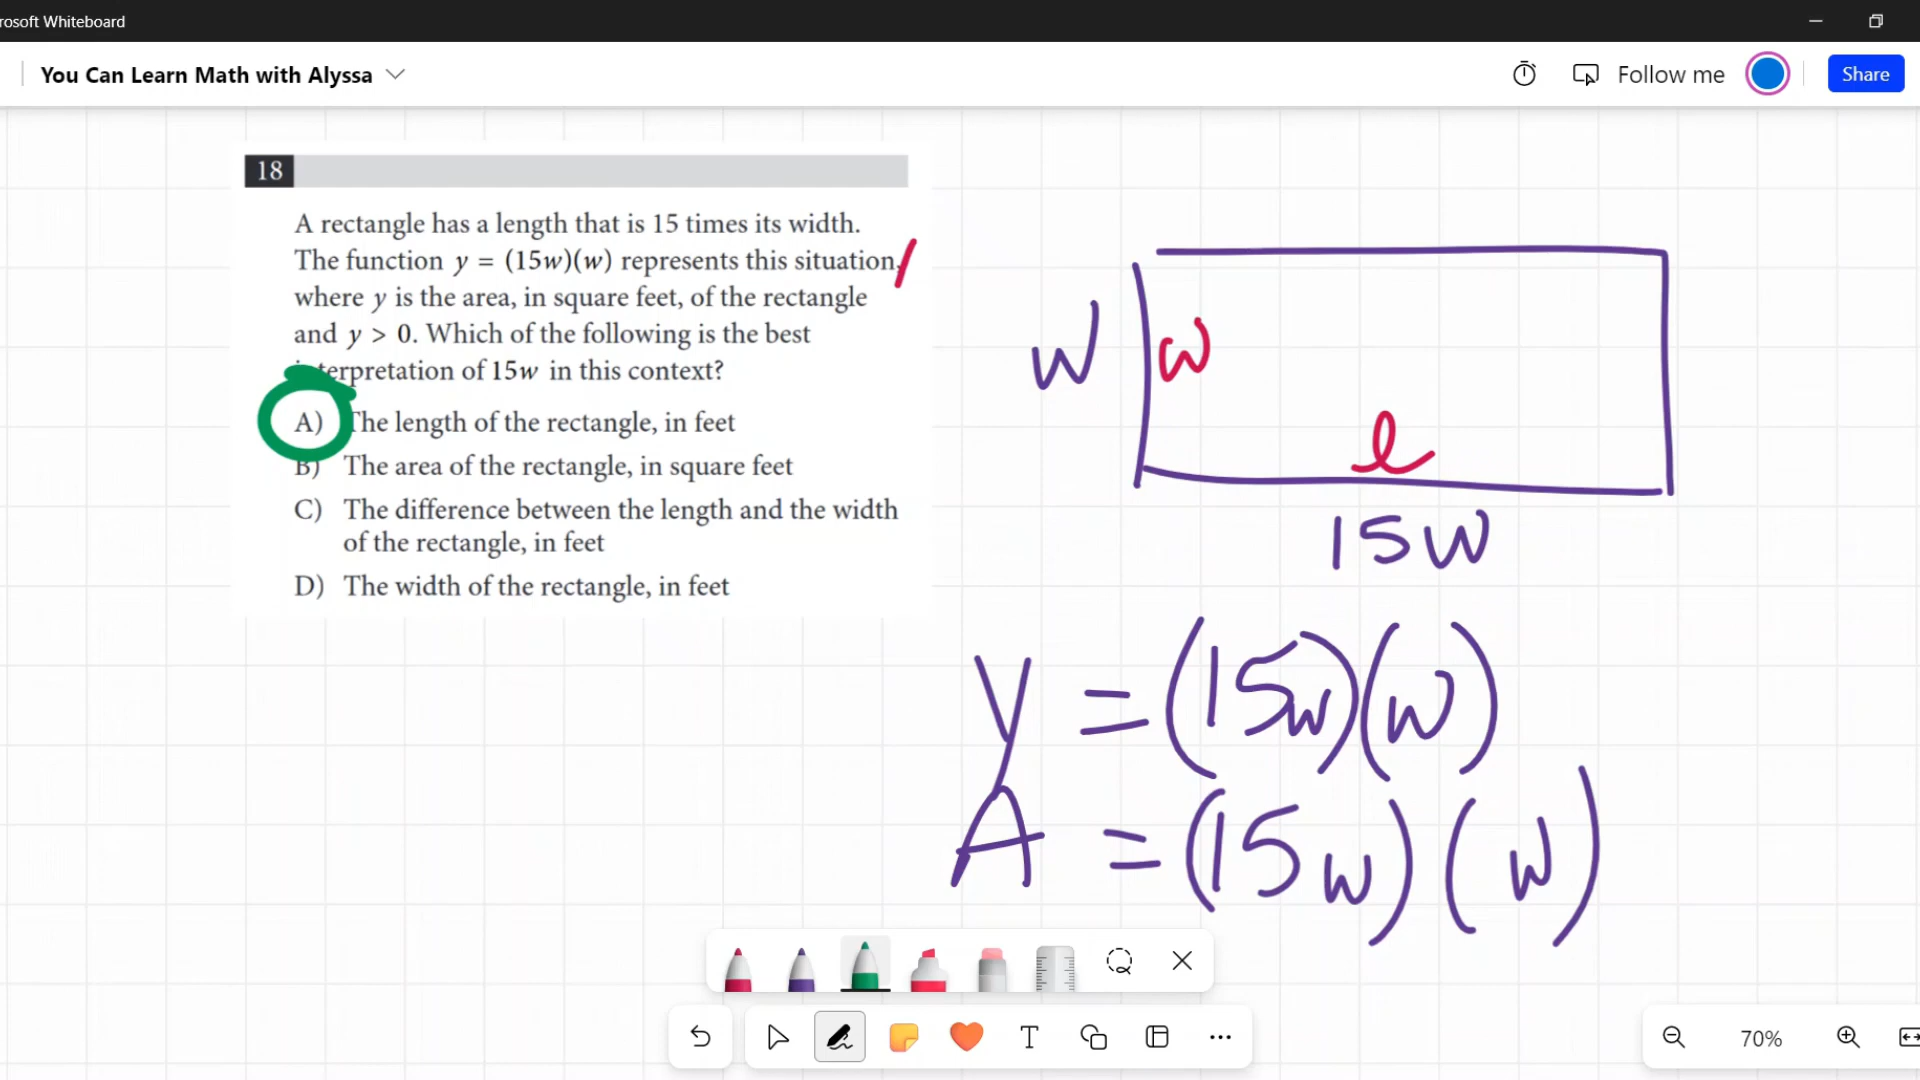 rosoft Whiteboard
You Can Learn Math with Alyssa
Follow me
Share
18
A rectangle has a length that is 15 times its width.
The function y = (15w)(w) represents this situation,
where y is the area, in square feet, of the rectangle
and y > 0. Which of the following is the best
interpretation of 15w in this context?
A) The length of the rectangle, in feet
B) The area of the rectangle, in square feet
C) The difference between the length and the width
of the rectangle, in feet
D) The width of the rectangle, in feet
W
w
l
15W
y = (15w)(w)
A = (15w)(w)
T
70%